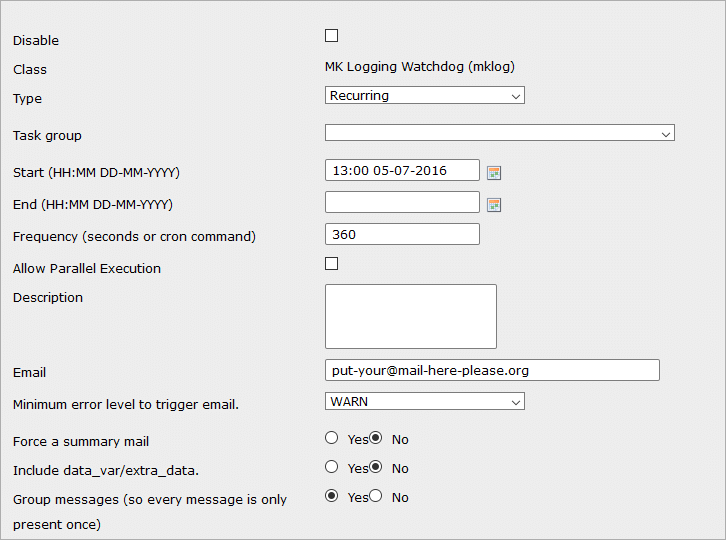 Disable
Class MK Logging Watchdog (mklog)
Type Recurring
Task group
Start (HH:MM DD-MM-YYYY) 13:00 05-07-2016
End (HH:MM DD-MM-YYYY)
Frequency (seconds or cron command) 360
Allow Parallel Execution
Description
Email put-your@mail-here-please.org
Minimum error level to trigger email. WARN
Force a summary mail Yes No
Include data_var/extra_data. Yes No
Group messages (so every message is only Yes No
present once)